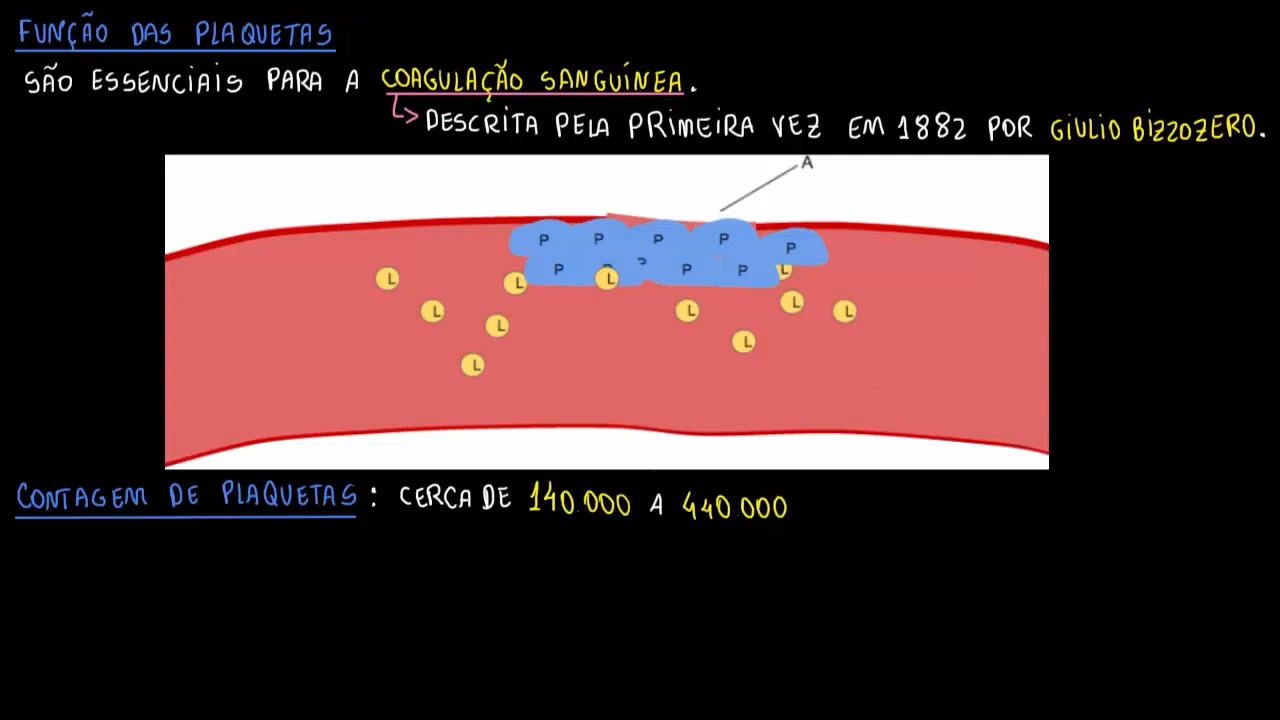 FUNÇÃO DAS PLAQUETAS
SÃO ESSENCIAIS PARA A COAGULAÇÃO SANGUÍNEA.
DESCRITA PELA PRIMEIRA VEZ EM 1882 POR GIULIO BIZZOZERO.
A
P P P P P
P P P P P
L L L L
L L L L L
L L
L
CONTAGEM DE PLAQUETAS: CERCA DE 140.000 A 440.000